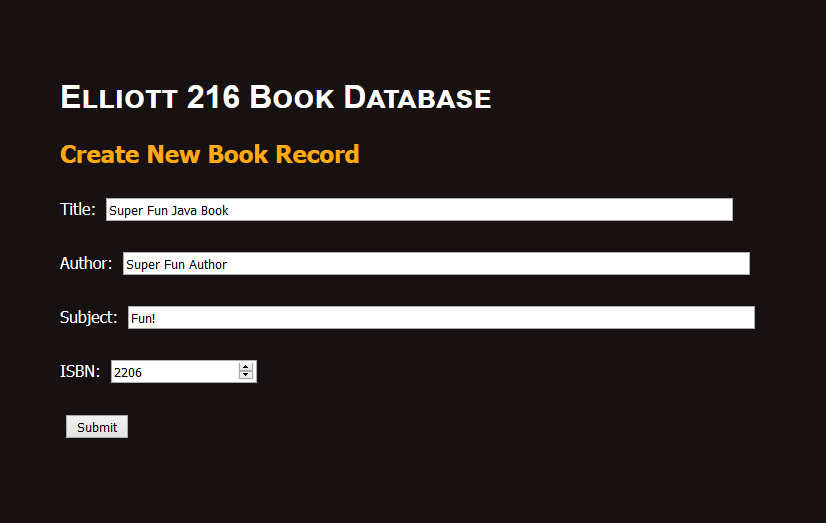 Elliott 216 Book Database
Create New Book Record
Title: Super Fun Java Book
Author: Super Fun Author
Subject: Fun!
ISBN: 2206
Submit